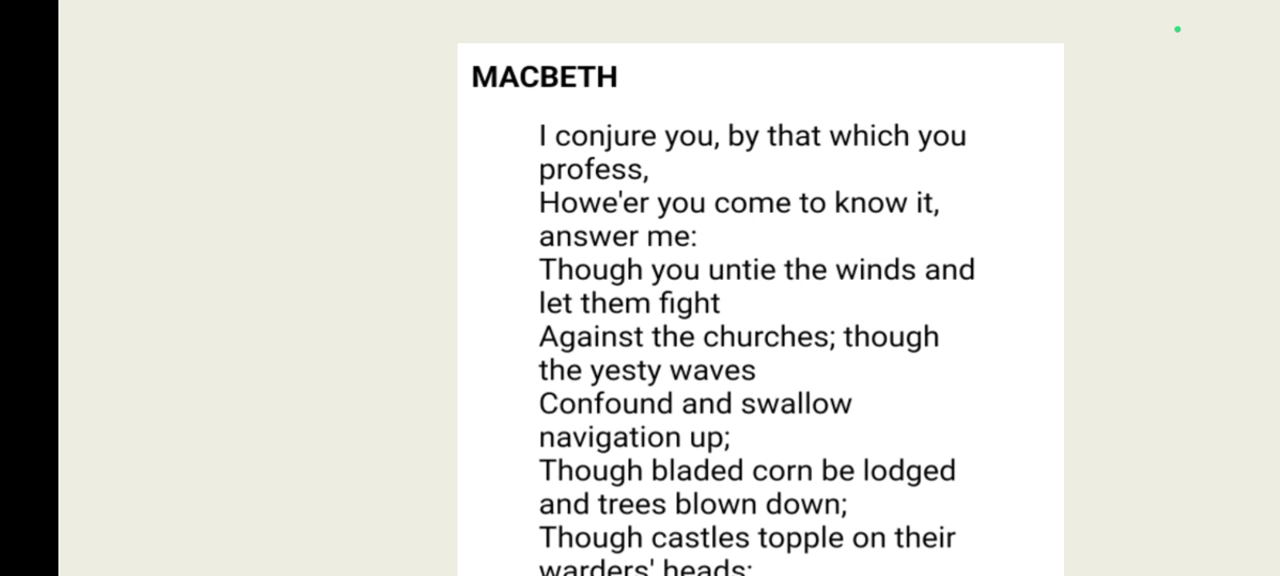 MACBETH
I conjure you, by that which you
profess,
Howe'er you come to know it,
answer me:
Though you untie the winds and
let them fight
Against the churches; though
the yesty waves
Confound and swallow
navigation up;
Though bladed corn be lodged
and trees blown down;
Though castles topple on their
warders' heads;